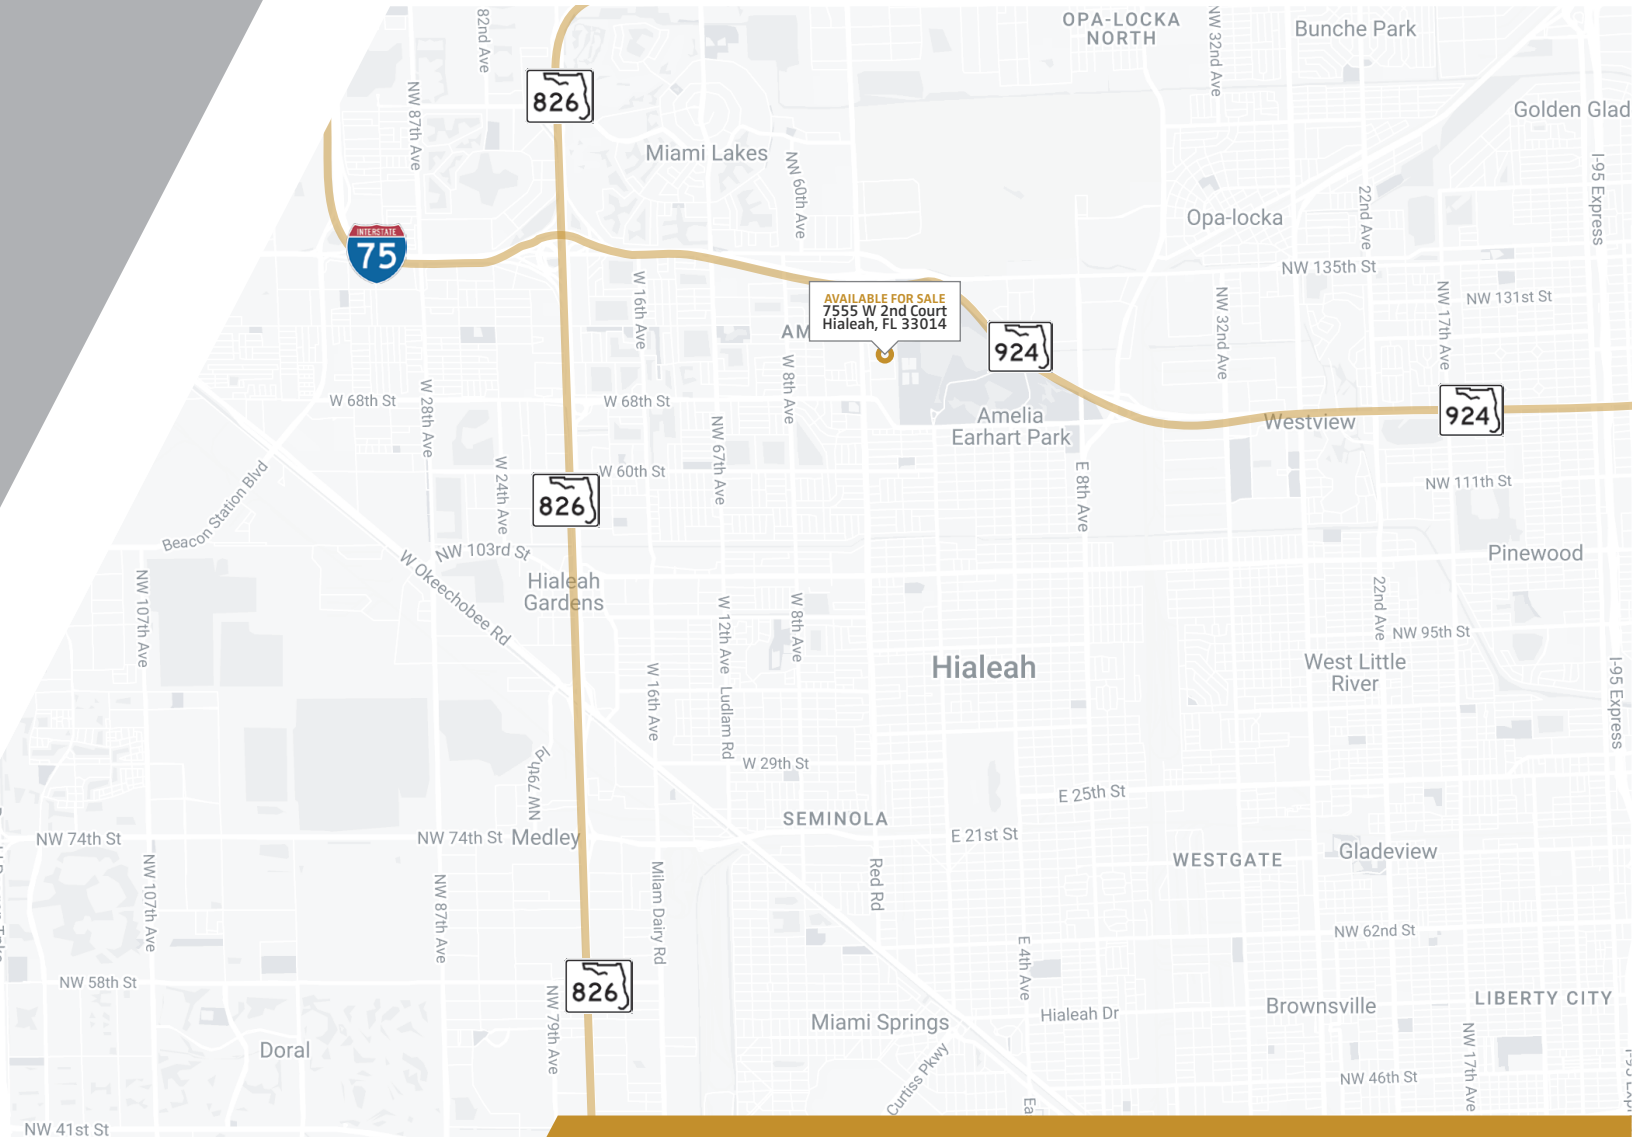 OPA-LOCKA
NORTH
Bunche Park
82nd Ave
NW 32nd Ave
826
NW 87th Ave
Golden Glad
Miami Lakes
NW 60th Ave
I-95 Express
22nd Ave
Opa-locka
INTERSTATE
75
NW 135th St
W 16th Ave
NW 32nd Ave
NW 17th Ave
NW 131st St
AVAILABLE FOR SALE
7555 W 2nd Court
Hialeah, FL 33014
AM
924
W 8th Ave
W 28th Ave
W 68th St
W 68th St
924
Amelia
Earhart Park
Westview
NW 67th Ave
W 24th Ave
W 60th St
E 8th Ave
NW 111th St
Beacon Station Blvd
826
NW 103rd St
W Okeechobee Rd
Pinewood
NW 107th Ave
Hialeah
Gardens
22nd Ave
W 12th Ave
W 8th Ave
NW 95th St
Hialeah
West Little
River
W 16th Ave
Ludlam Rd
I-95 Express
NW 79th Pl
W 29th St
E 25th St
SEMINOLA
NW 74th St
NW 74th St
Medley
E 21st St
Gladeview
WESTGATE
NW 107th Ave
NW 87th Ave
Milam Dairy Rd
Red Rd
NW 62nd St
E 4th Ave
NW 58th St
826
NW 79th Ave
LIBERTY CITY
Brownsville
Hialeah Dr
Miami Springs
Doral
NW 17th Ave
Curtiss Pkwy
NW 46th St
Ea
NW 41st St